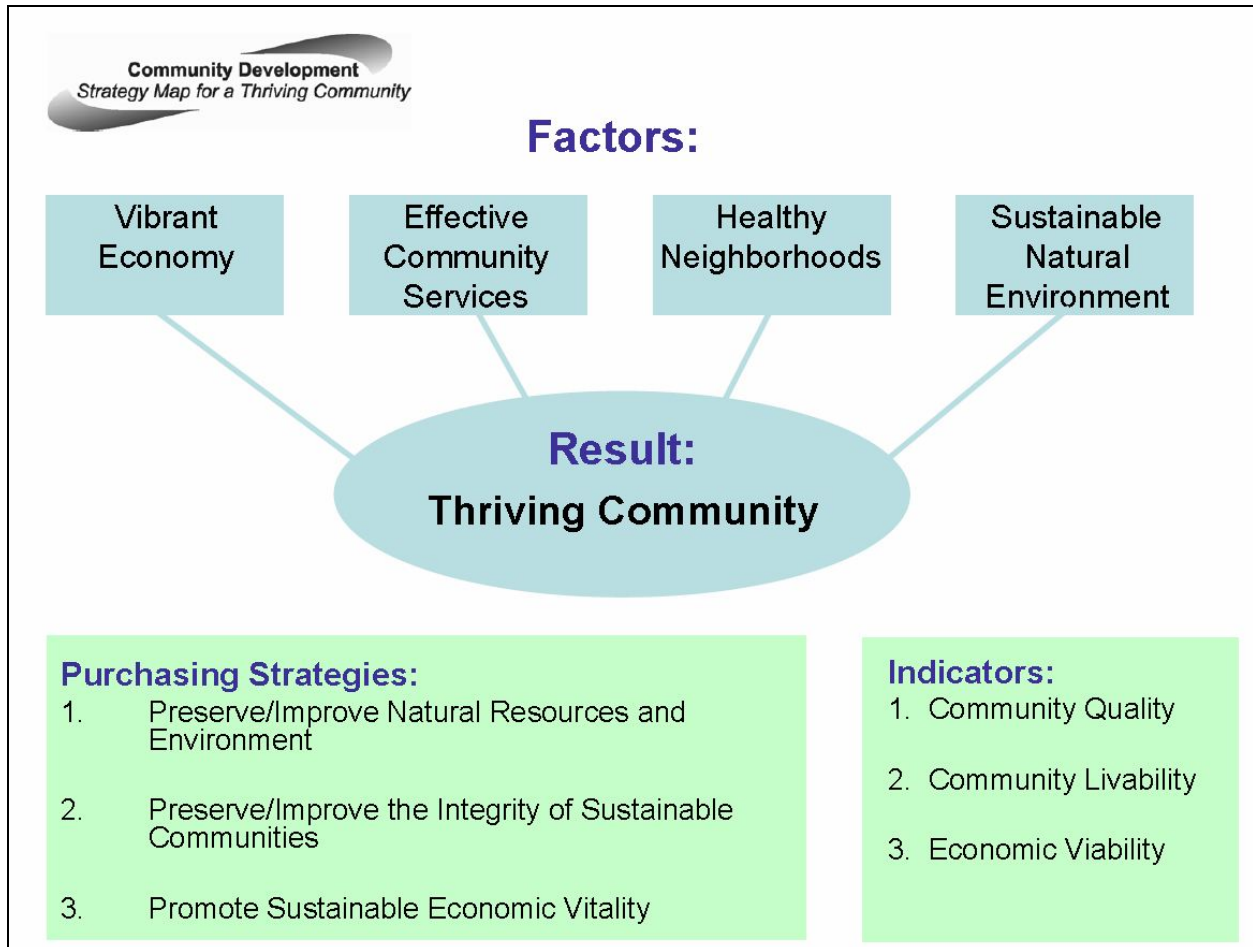 Community Development
Strategy Map for a Thriving Community
Factors:
Vibrant
Economy
Effective
Community
Services
Healthy
Neighborhoods
Sustainable
Natural
Environment
Result:
Thriving Community
Purchasing Strategies:
1. Preserve/Improve Natural Resources and
Environment
2. Preserve/Improve the Integrity of Sustainable
Communities
3. Promote Sustainable Economic Vitality
Indicators:
1. Community Quality
2. Community Livability
3. Economic Viability